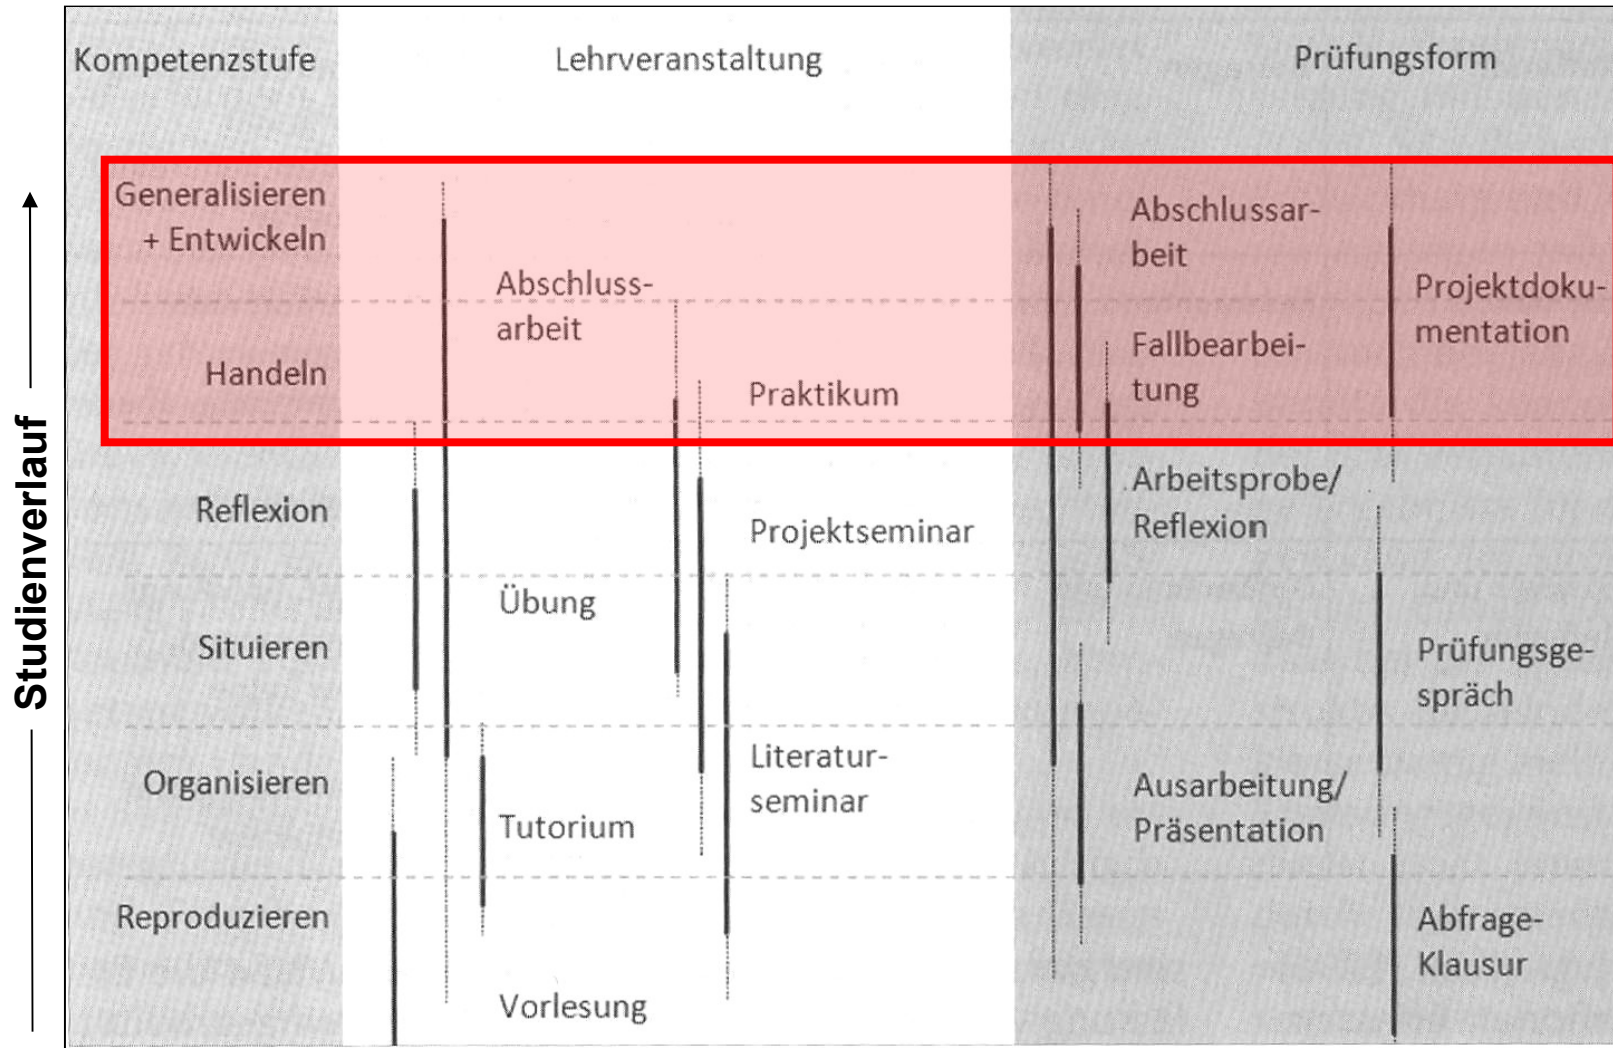 Kompetenzstufe
Lehrveranstaltung
Prüfungsform
Studienverlauf
Generalisieren
+ Entwickeln
Handeln
Reflexion
Situieren
Organisieren
Reproduzieren
Abschluss-
arbeit
Übung
Tutorium
Vorlesung
Praktikum
Projektseminar
Literatur-
seminar
Abschlussar-
beit
Fallbearbei-
tung
Arbeitsprobe/
Reflexion
Ausarbeitung/
Präsentation
Projektdoku-
mentation
Prüfungsge-
spräch
Abfrage-
Klausur